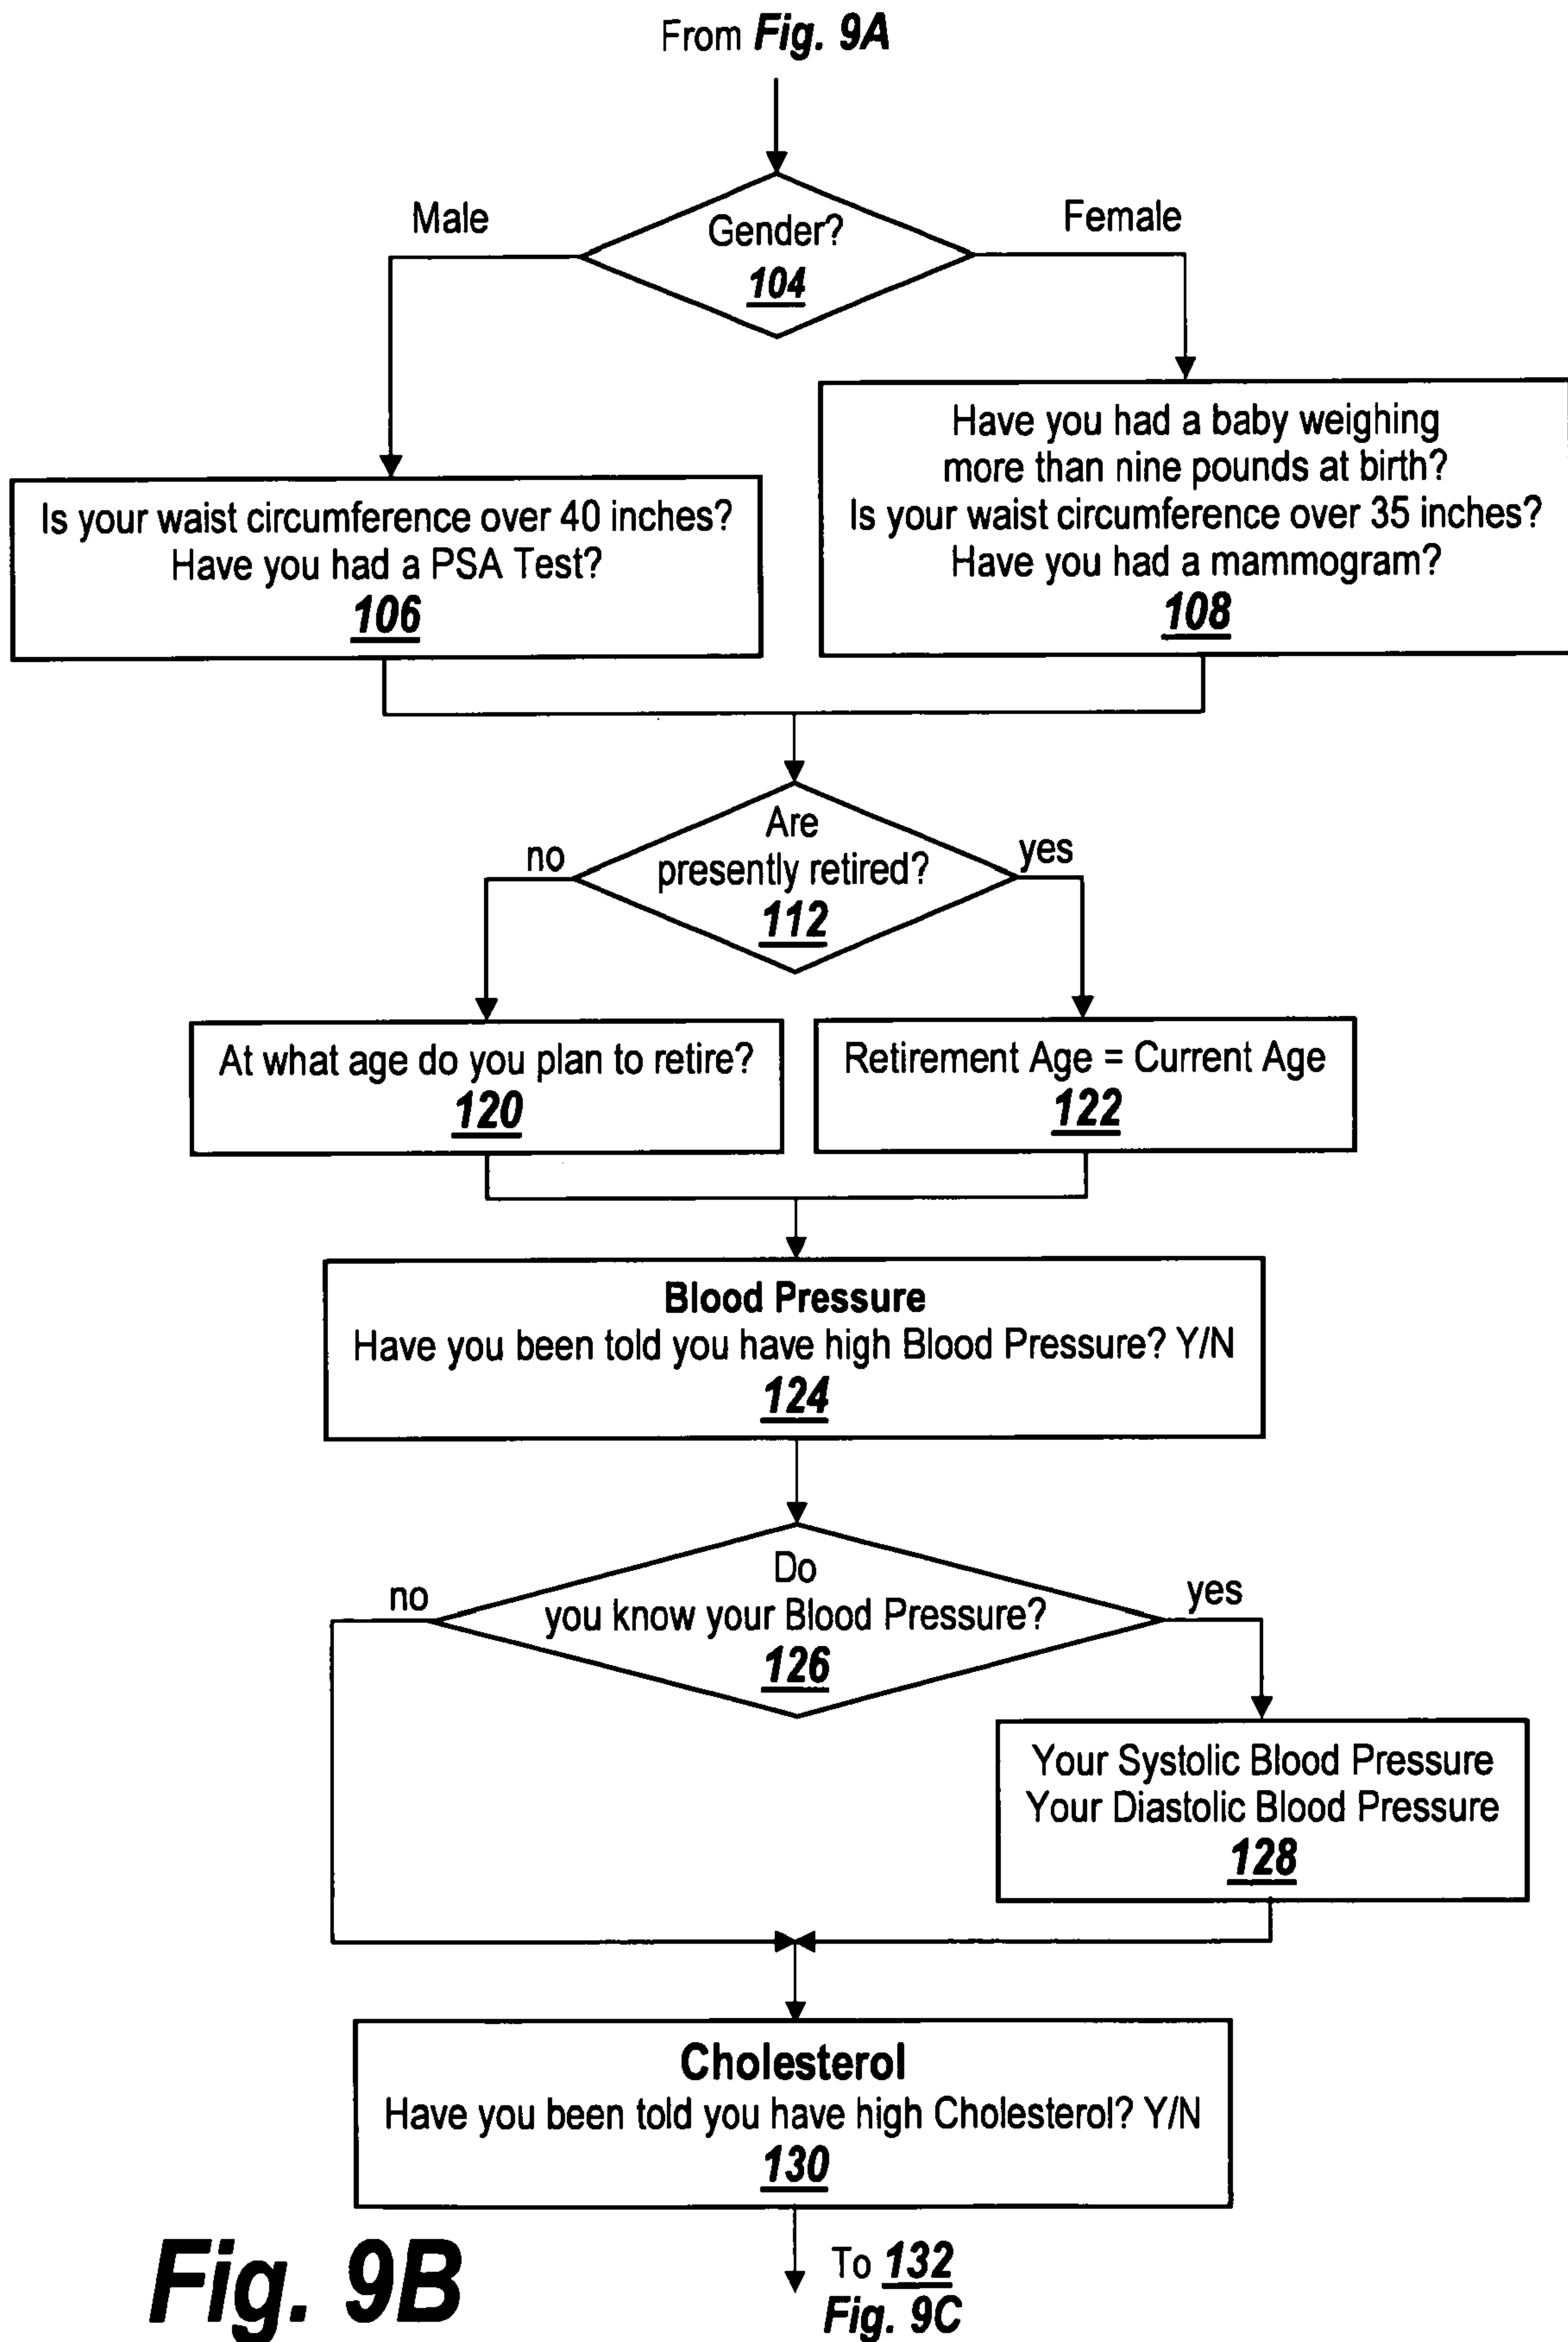 From Fig. 9A
Male
Gender?
104
Female
Is your waist circumference over 40 inches?
Have you had a PSA Test?
106
Have you had a baby weighing
more than nine pounds at birth?
Is your waist circumference over 35 inches?
Have you had a mammogram?
108
no
Are
presently retired?
112
yes
At what age do you plan to retire?
120
Retirement Age = Current Age
122
Blood Pressure
Have you been told you have high Blood Pressure? Y/N
124
no
Do
you know your Blood Pressure?
126
yes
Your Systolic Blood Pressure
Your Diastolic Blood Pressure
128
Cholesterol
Have you been told you have high Cholesterol? Y/N
130
To 132
Fig. 9C
Fig. 9B